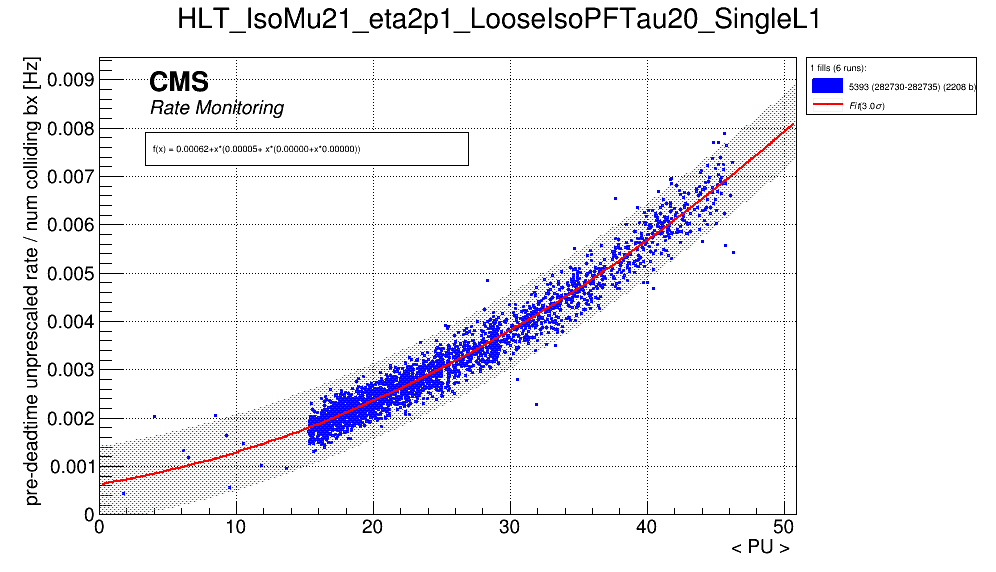 HLT_IsoMu21_eta2p1_LooseIsoPFTau20_SingleL1
pre-deadtime unprescaled rate / num colliding bx [Hz]
CMS
Rate Monitoring
f(x) = 0.00062+x*(0.00005+ x*(0.00000+x*0.00000))
1 fills (6 runs):
5393 (282730-282735) (2208 b)
Fit(3.0σ)
0.009
0.008
0.007
0.006
0.005
0.004
0.003
0.002
0.001
0
0 10 20 30 40 50
< PU >